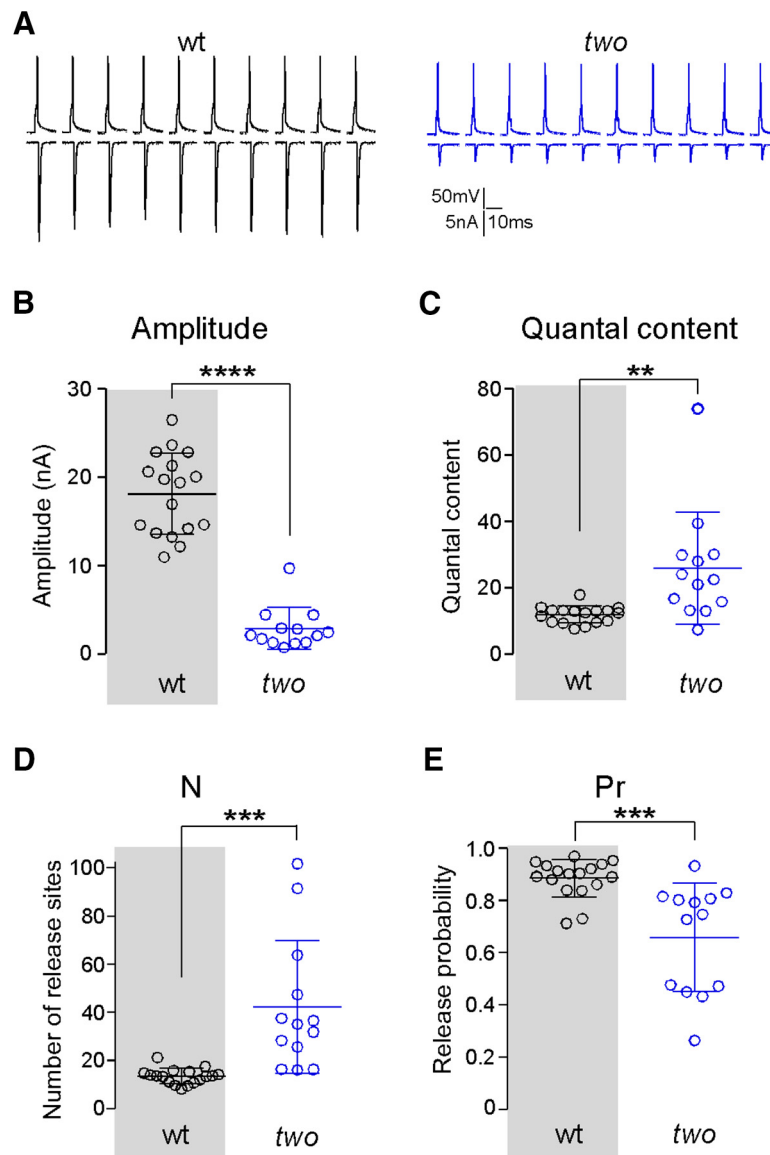 A
wt
two
50mV
5nA 10ms
B
Amplitude
****
30
20
10
0
Amplitude (nA)
wt
two
C
Quantal content
**
80
60
40
20
0
Quantal content
wt
two
D
N
***
100
80
60
40
20
0
Number of release sites
wt
two
E
Pr
***
1.0
0.8
0.6
0.4
0.2
0
Release probability
wt
two